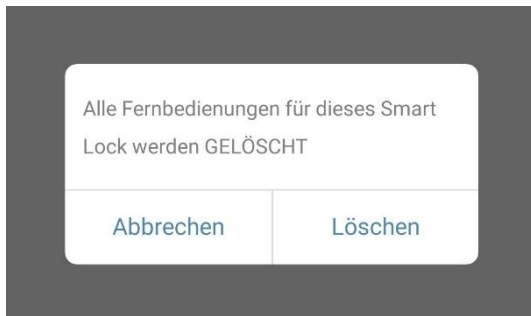 Alle Fernbedienungen für dieses Smart
Lock werden GELÖSCHT
Abbrechen
Löschen